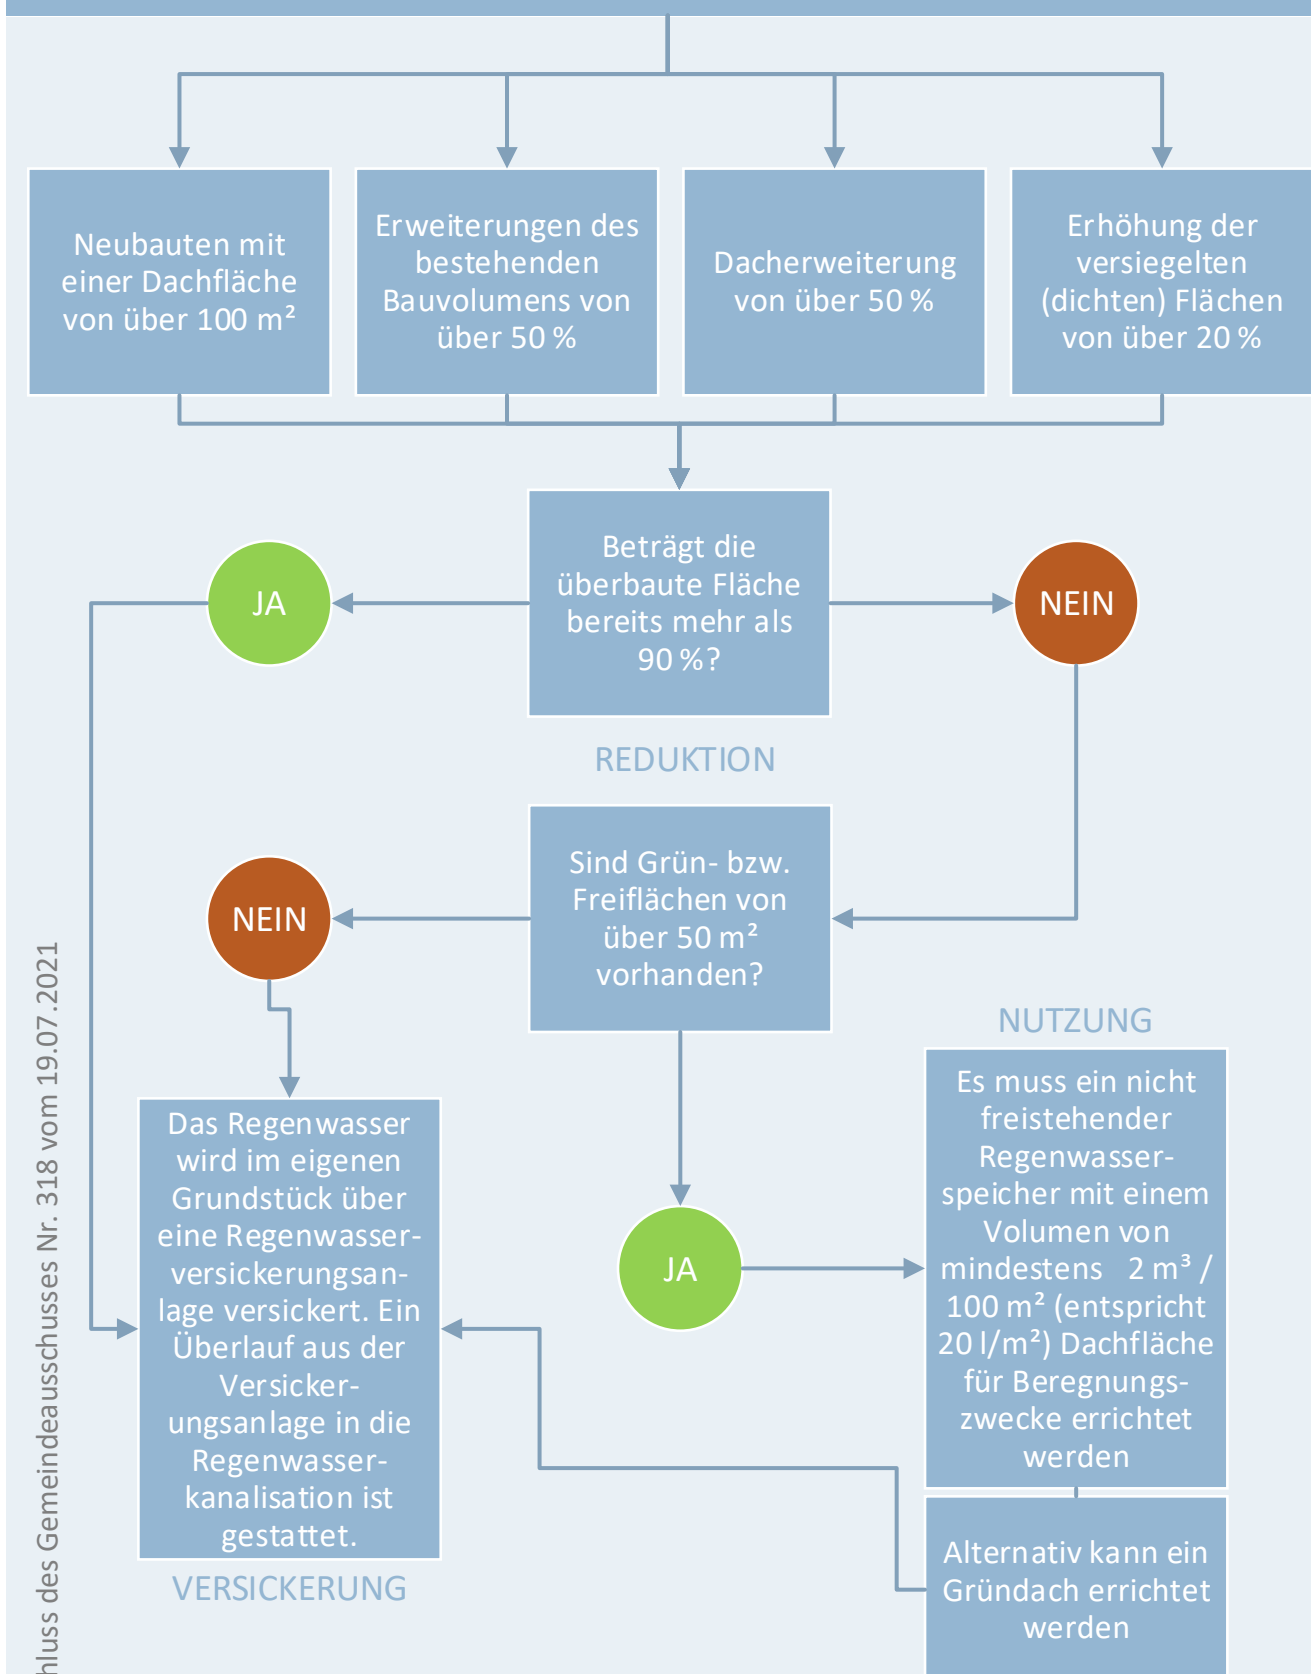 Neubauten mit
einer Dachfläche
von über 100 m²
Erweiterungen des
bestehenden
Bauvolumens von
über 50 %
Dacherweiterung
von über 50 %
Erhöhung der
versiegelten
(dichten) Flächen
von über 20 %
Beträgt die
überbaute Fläche
bereits mehr als
90 %?
JA
NEIN
REDUKTION
Sind Grün- bzw.
Freiflächen von
über 50 m²
vorhanden?
NEIN
JA
NUTZUNG
Es muss ein nicht
freistehender
Regenwasser-
speicher mit einem
Volumen von
mindestens 2 m³ /
100 m² (entspricht
20 l/m²) Dachfläche
für Beregnungs-
zwecke errichtet
werden
Das Regenwasser
wird im eigenen
Grundstück über
eine Regenwasser-
versickerungsan-
lage versickert. Ein
Überlauf aus der
Versicker-
ungsanlage in die
Regenwasser-
kanalisation ist
gestattet.
VERSICKERUNG
Alternativ kann ein
Gründach errichtet
werden
hluss des Gemeindeausschusses Nr. 318 vom 19.07.2021